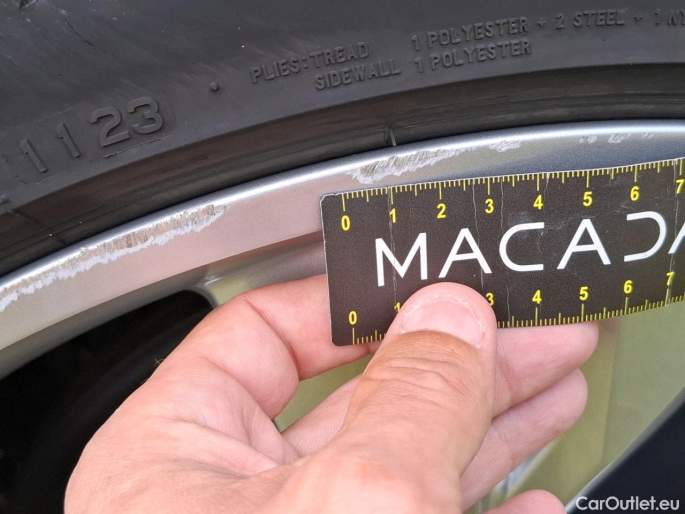 PLIES: TREAD 1 POLYESTER + 2 STEEL + 1
SIDEWALL 1 POLYESTER
1123
0 1 2 3 4 5 6 7
MACADA
0 1 3 4 5 6 7
CarOutlet.eu